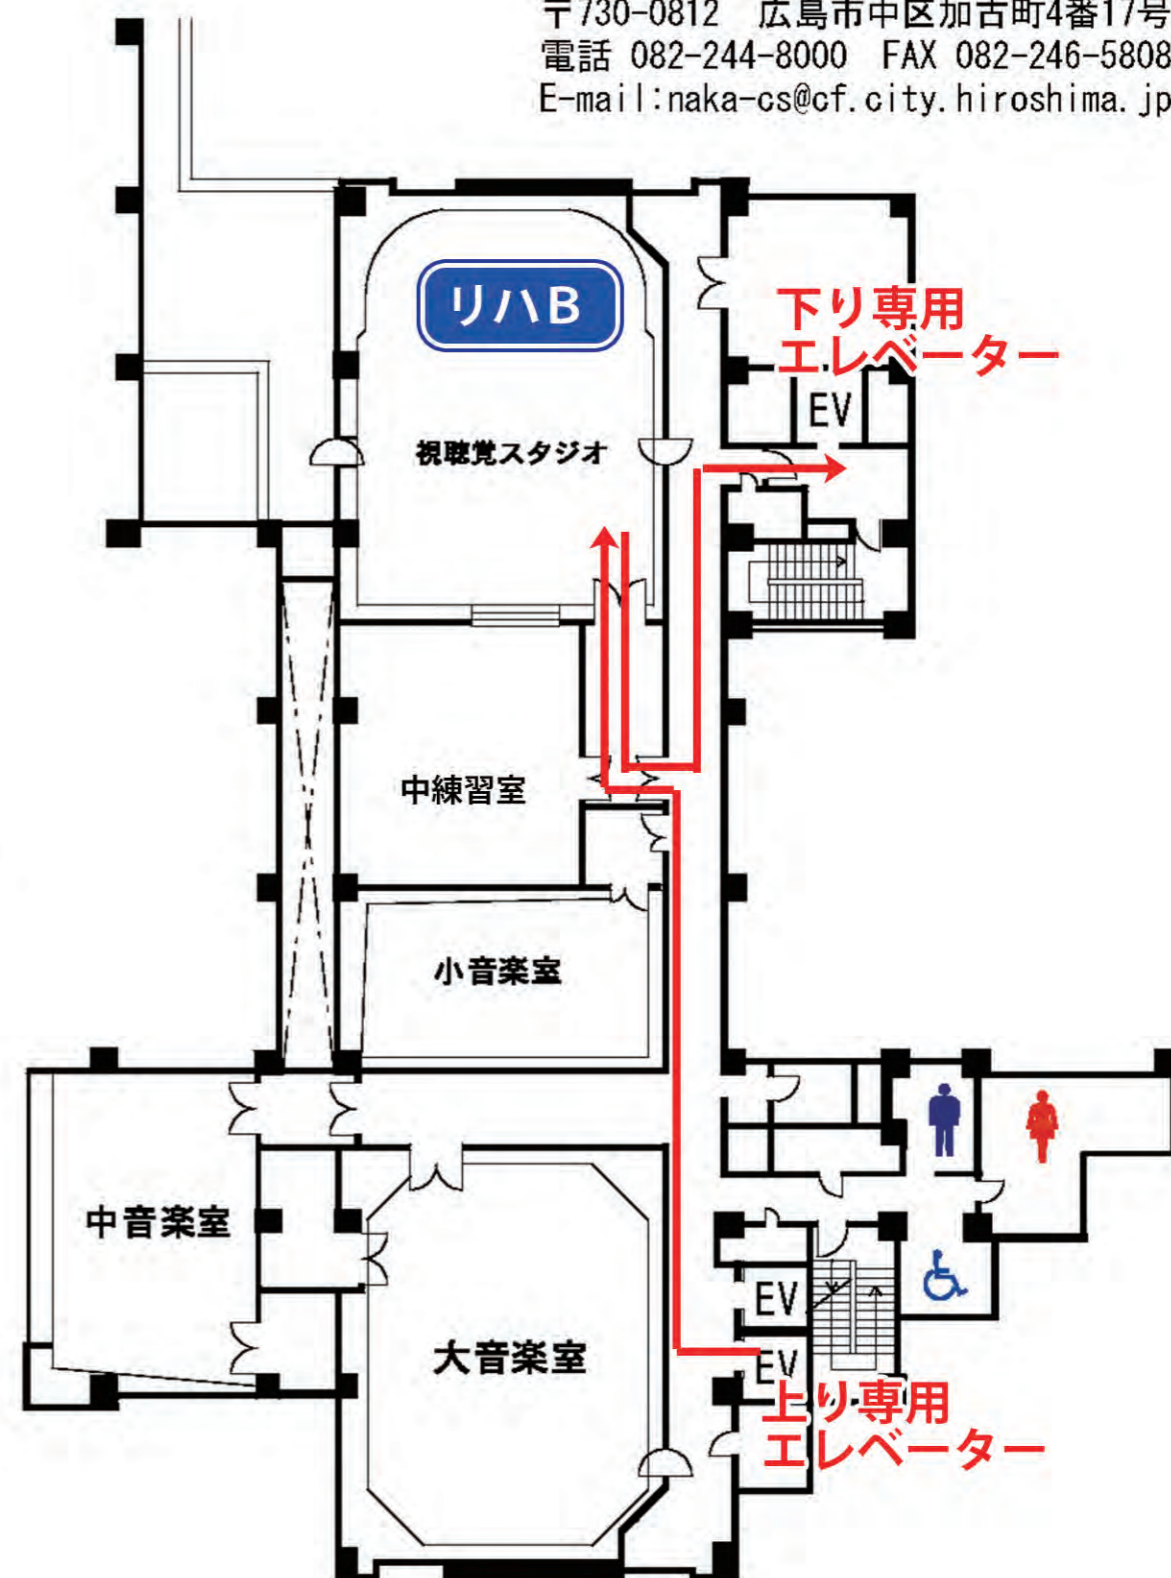 〒730-0812　広島市中区加古町4番17号
電話 082-244-8000　FAX 082-246-5808
E-mail:naka-cs@cf.city.hiroshima.jp
リハB
下り専用
エレベーター
EV
視聴覚スタジオ
中練習室
小音楽室
中音楽室
大音楽室
EV
EV
上り専用
エレベーター